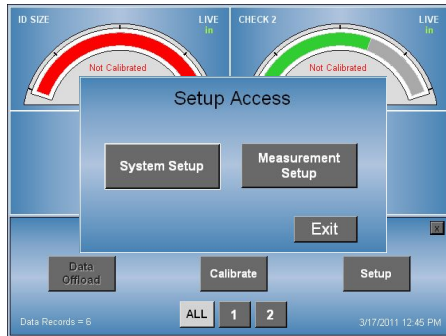 ID SIZE
LIVE
in
CHECK 2
LIVE
in
Not Calibrated
Not Calibrated
Setup Access
System Setup
Measurement
Setup
Exit
x
Data
Offload
Calibrate
Setup
Data Records = 6
ALL
1
2
3/17/2011 12:45 PM